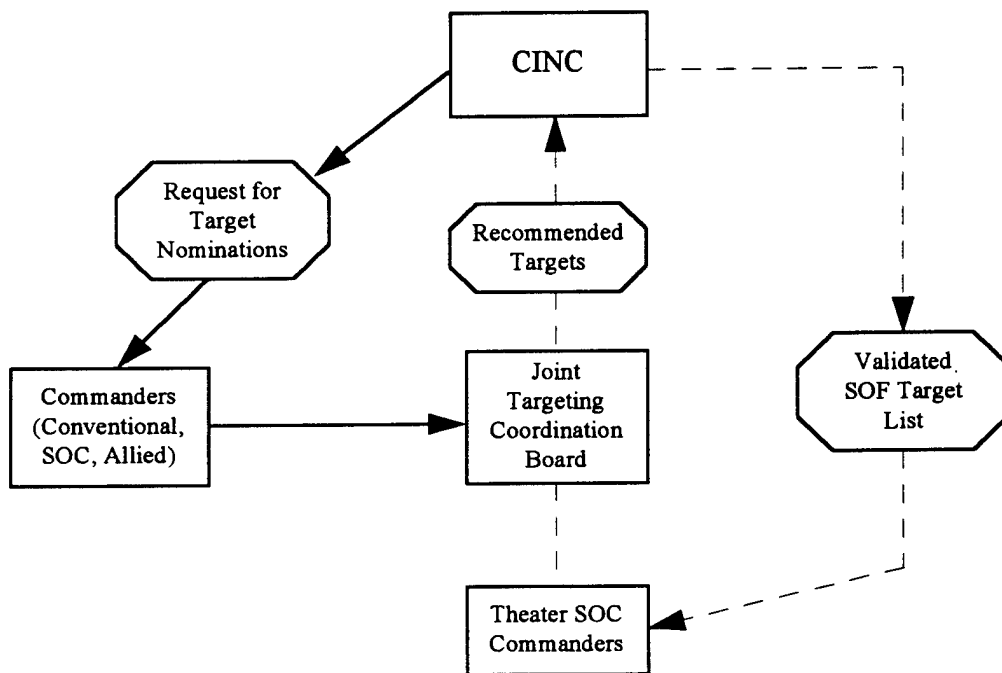 CINC
Request for
Target
Nominations
Recommended
Targets
Commanders
(Conventional,
SOC, Allied)
Joint
Targeting
Coordination
Board
Validated
SOF Target
List
Theater SOC
Commanders